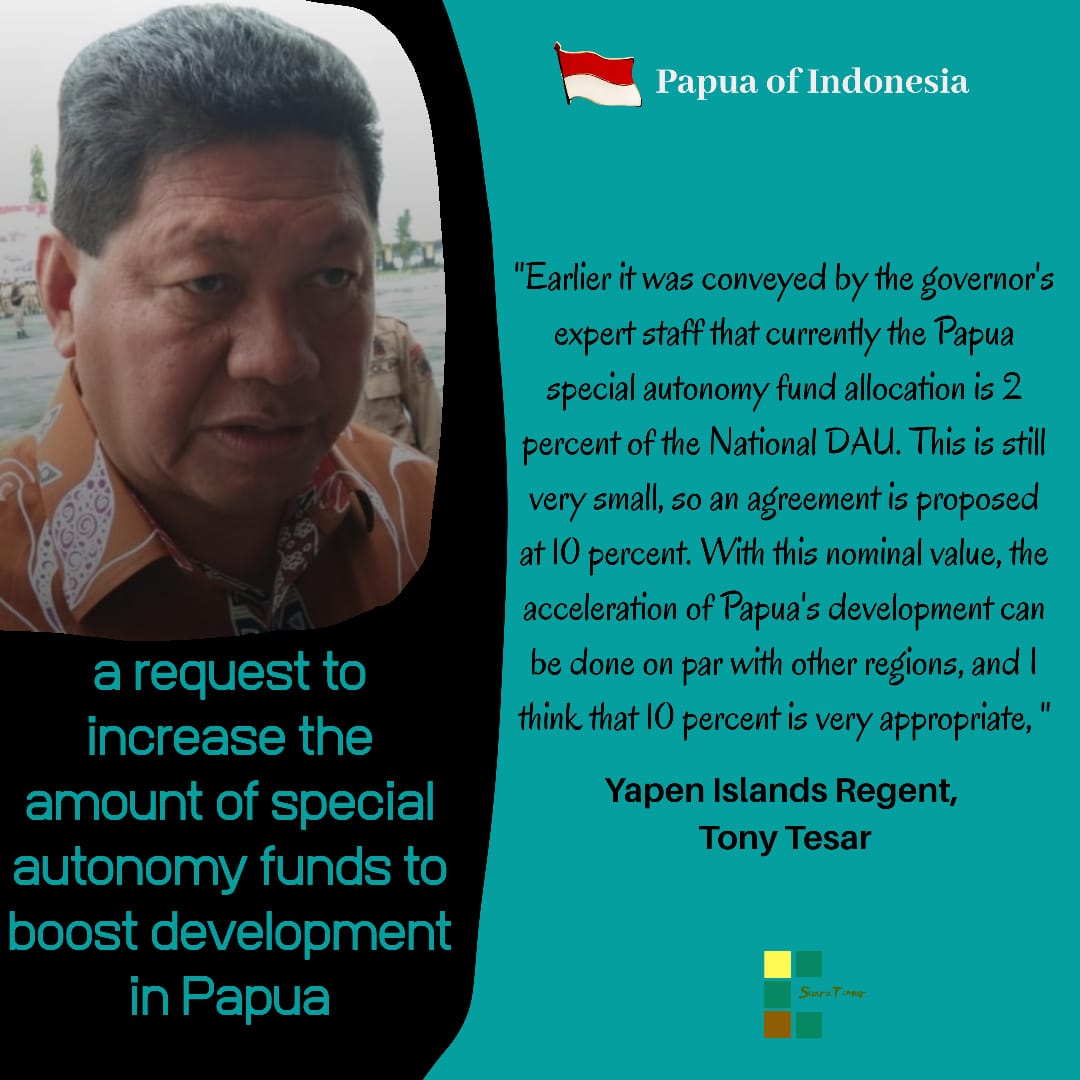 Papua of Indonesia
"Earlier it was conveyed by the governor's
expert staff that currently the Papua
special autonomy fund allocation is 2
percent of the National DAU. This is still
very small, so an agreement is proposed
at 10 percent. With this nominal value, the
acceleration of Papua's development can
be done on par with other regions, and I
think that 10 percent is very appropriate, "
Yapen Islands Regent,
Tony Tesar
a request to
increase the
amount of special
autonomy funds to
boost development
in Papua